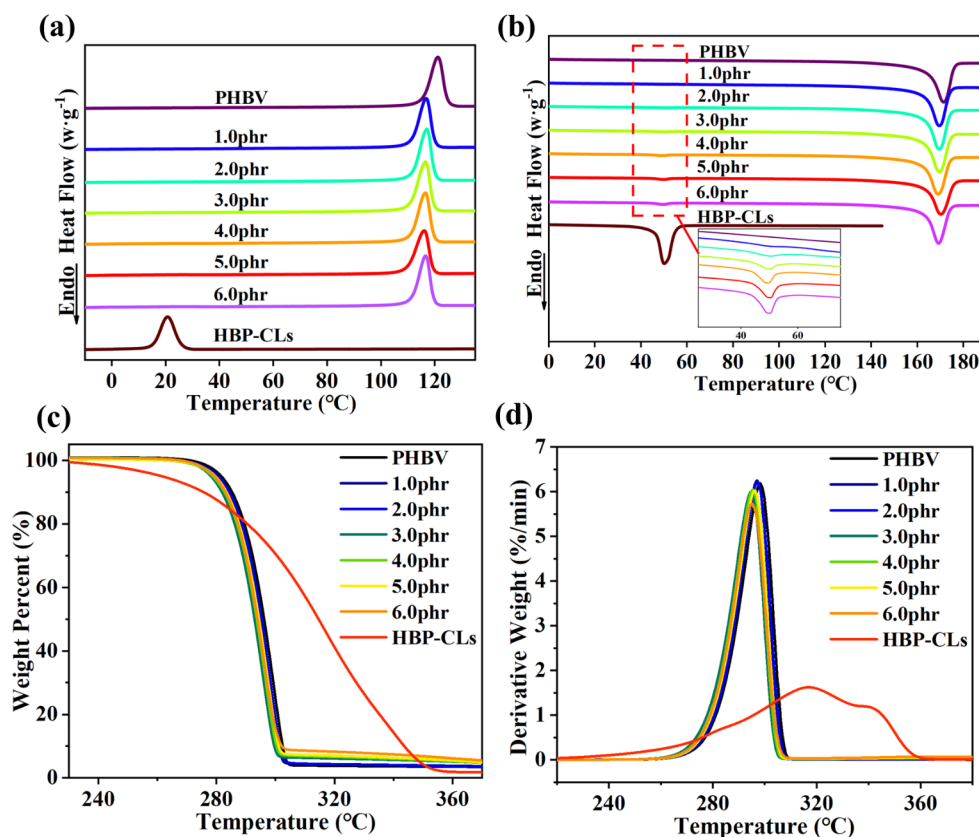 (a)
Endo Heat Flow (w·g⁻¹)
PHBV
1.0phr
2.0phr
3.0phr
4.0phr
5.0phr
6.0phr
HBP-CLs
0 20 40 60 80 100 120
Temperature (℃)
(b)
Endo Heat Flow (w·g⁻¹)
PHBV
1.0phr
2.0phr
3.0phr
4.0phr
5.0phr
6.0phr
HBP-CLs
40 60
0 20 40 60 80 100 120 140 160 180
Temperature (℃)
(c)
Weight Percent (%)
100
80
60
40
20
0
PHBV
1.0phr
2.0phr
3.0phr
4.0phr
5.0phr
6.0phr
HBP-CLs
240 280 320 360
Temperature (℃)
(d)
Derivative Weight (%/min)
7
6
5
4
3
2
1
0
PHBV
1.0phr
2.0phr
3.0phr
4.0phr
5.0phr
6.0phr
HBP-CLs
240 280 320 360
Temperature (℃)